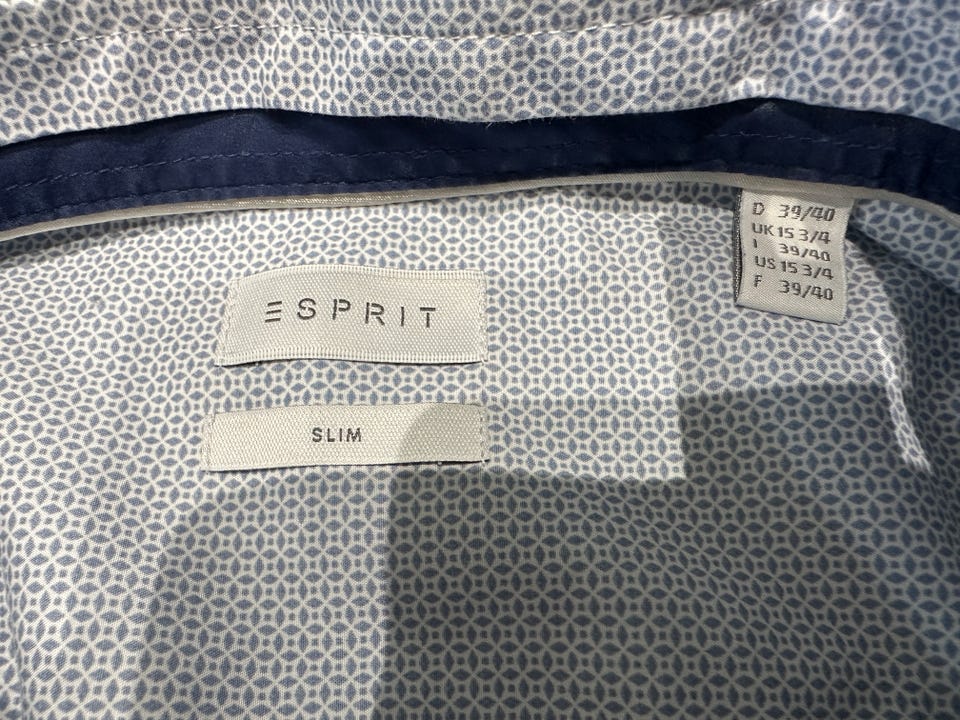 ESPRIT
SLIM
D 39/40
UK 15 3/4
I 39/40
US 15 3/4
F 39/40